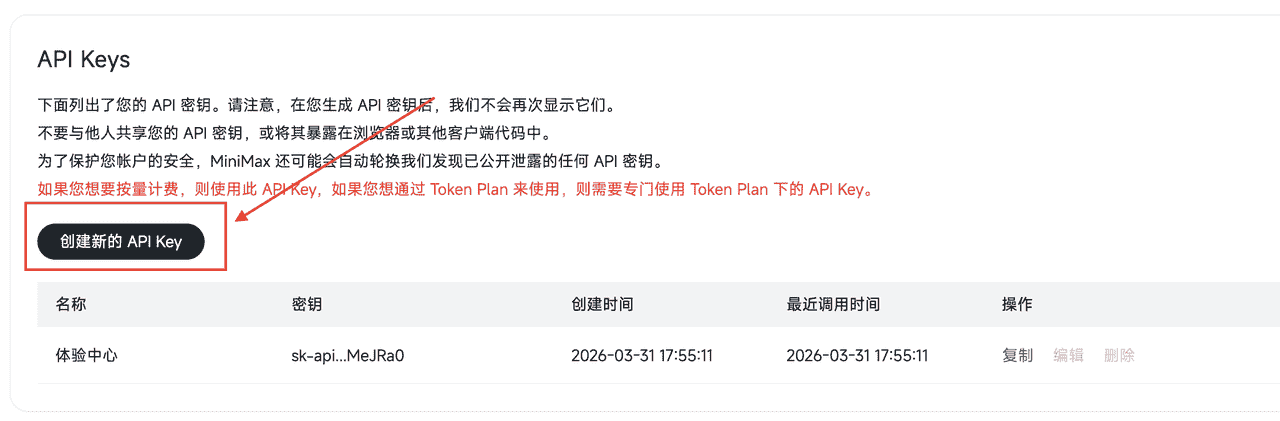 API Keys
下面列出了您的 API 密钥。请注意，在您生成 API 密钥后，我们不会再次显示它们。
不要与他人共享您的 API 密钥，或将其暴露在浏览器或其他客户端代码中。
为了保护您帐户的安全，MiniMax 还可能会自动轮换我们发现已公开泄露的任何 API 密钥。
如果您想要按量计费，则使用此 API Key，如果您想通过 Token Plan 来使用，则需要专门使用 Token Plan 下的 API Key。
创建新的 API Key
名称 密钥 创建时间 最近调用时间 操作
体验中心 sk-api...MeJRa0 2026-03-31 17:55:11 2026-03-31 17:55:11 复制 编辑 删除